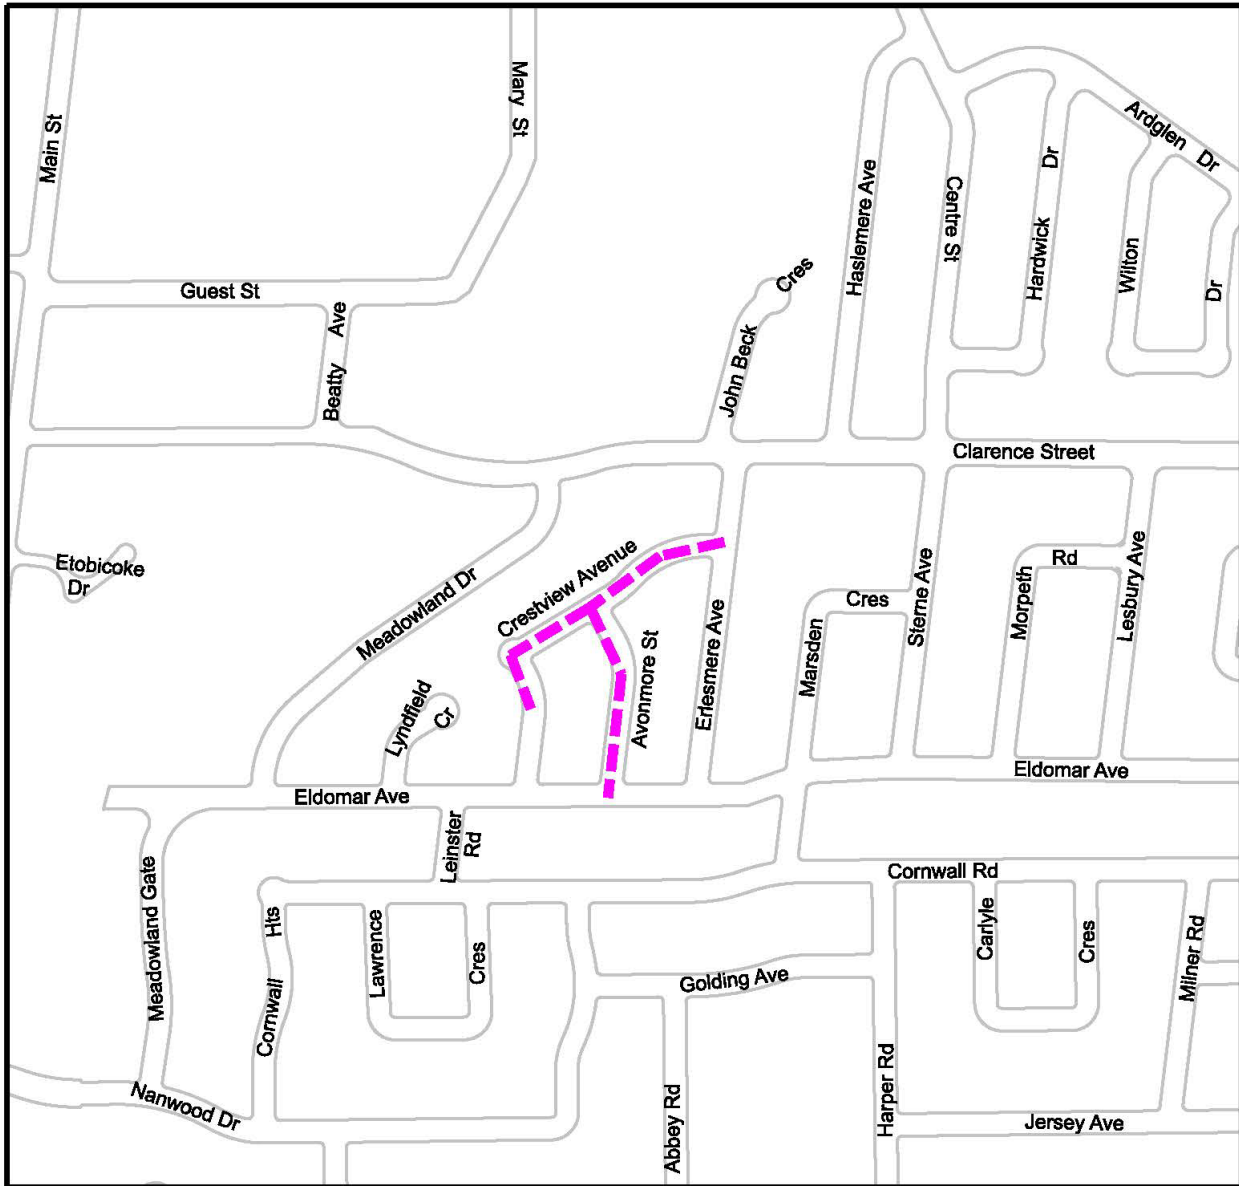 Main St
Mary St
Ardglen Dr
Haslemere Ave
Centre St
Hardwick Dr
Wilton Dr
Guest St
Beatty Ave
John Beck Cres
Clarence Street
Etobicoke
Dr
Meadowland Dr
Crestview Avenue
Avonmore St
Erlesmere Ave
Marsden Cres
Sterne Ave
Morpeth Rd
Lesbury Ave
Lyndfield
Cr
Eldomar Ave
Eldomar Ave
Leinster
Rd
Cornwall Rd
Meadowland Gate
Cornwall Hts
Lawrence Cres
Golding Ave
Carlyle Cres
Milner Rd
Nanwood Dr
Abbey Rd
Harper Rd
Jersey Ave